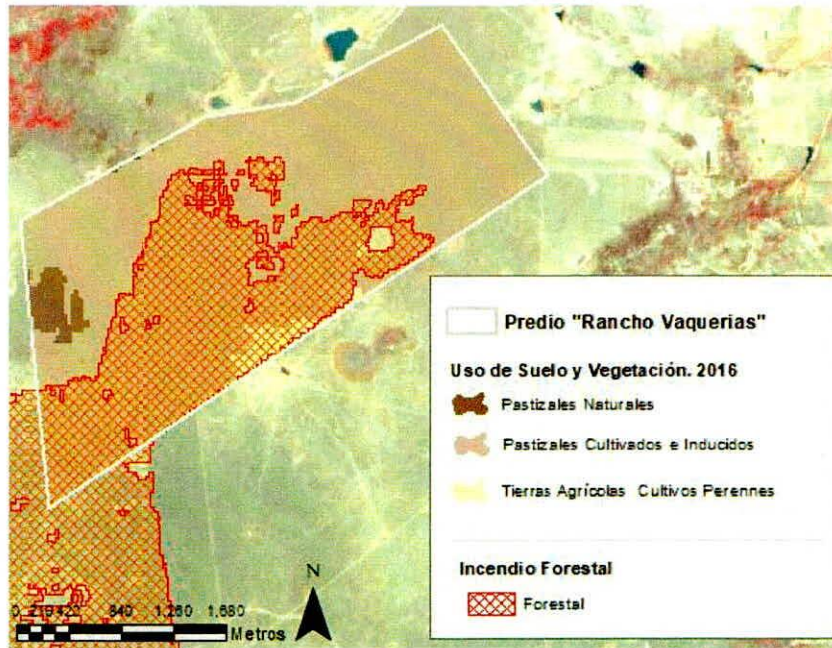 Predio "Rancho Vaquerias"
Uso de Suelo y Vegetación. 2016
Pastizales Naturales
Pastizales Cultivados e Inducidos
Tierras Agrícolas Cultivos Perennes
Incendio Forestal
Forestal
N
0 840 1,260 1,680
Metros